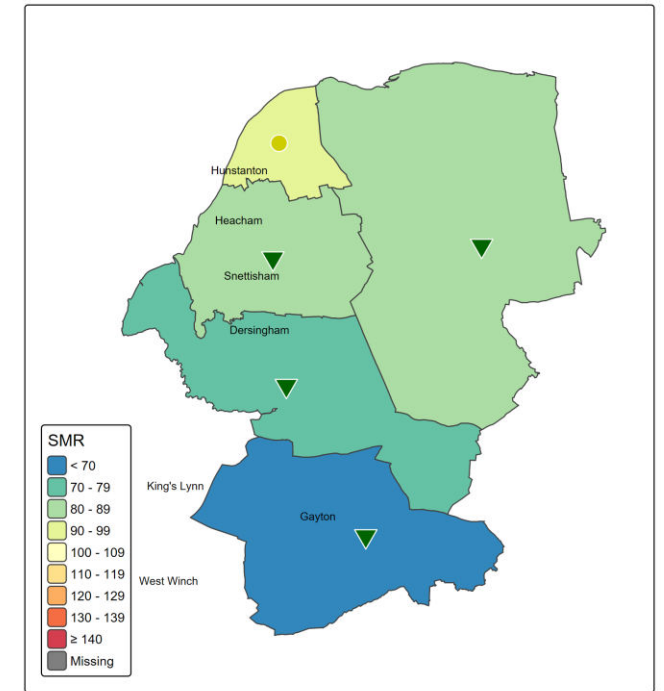 Hunstanton
Heacham
Snettisham
Dersingham
King's Lynn
Gayton
West Winch
SMR
< 70
70 - 79
80 - 89
90 - 99
100 - 109
110 - 119
120 - 129
130 - 139
≥ 140
Missing